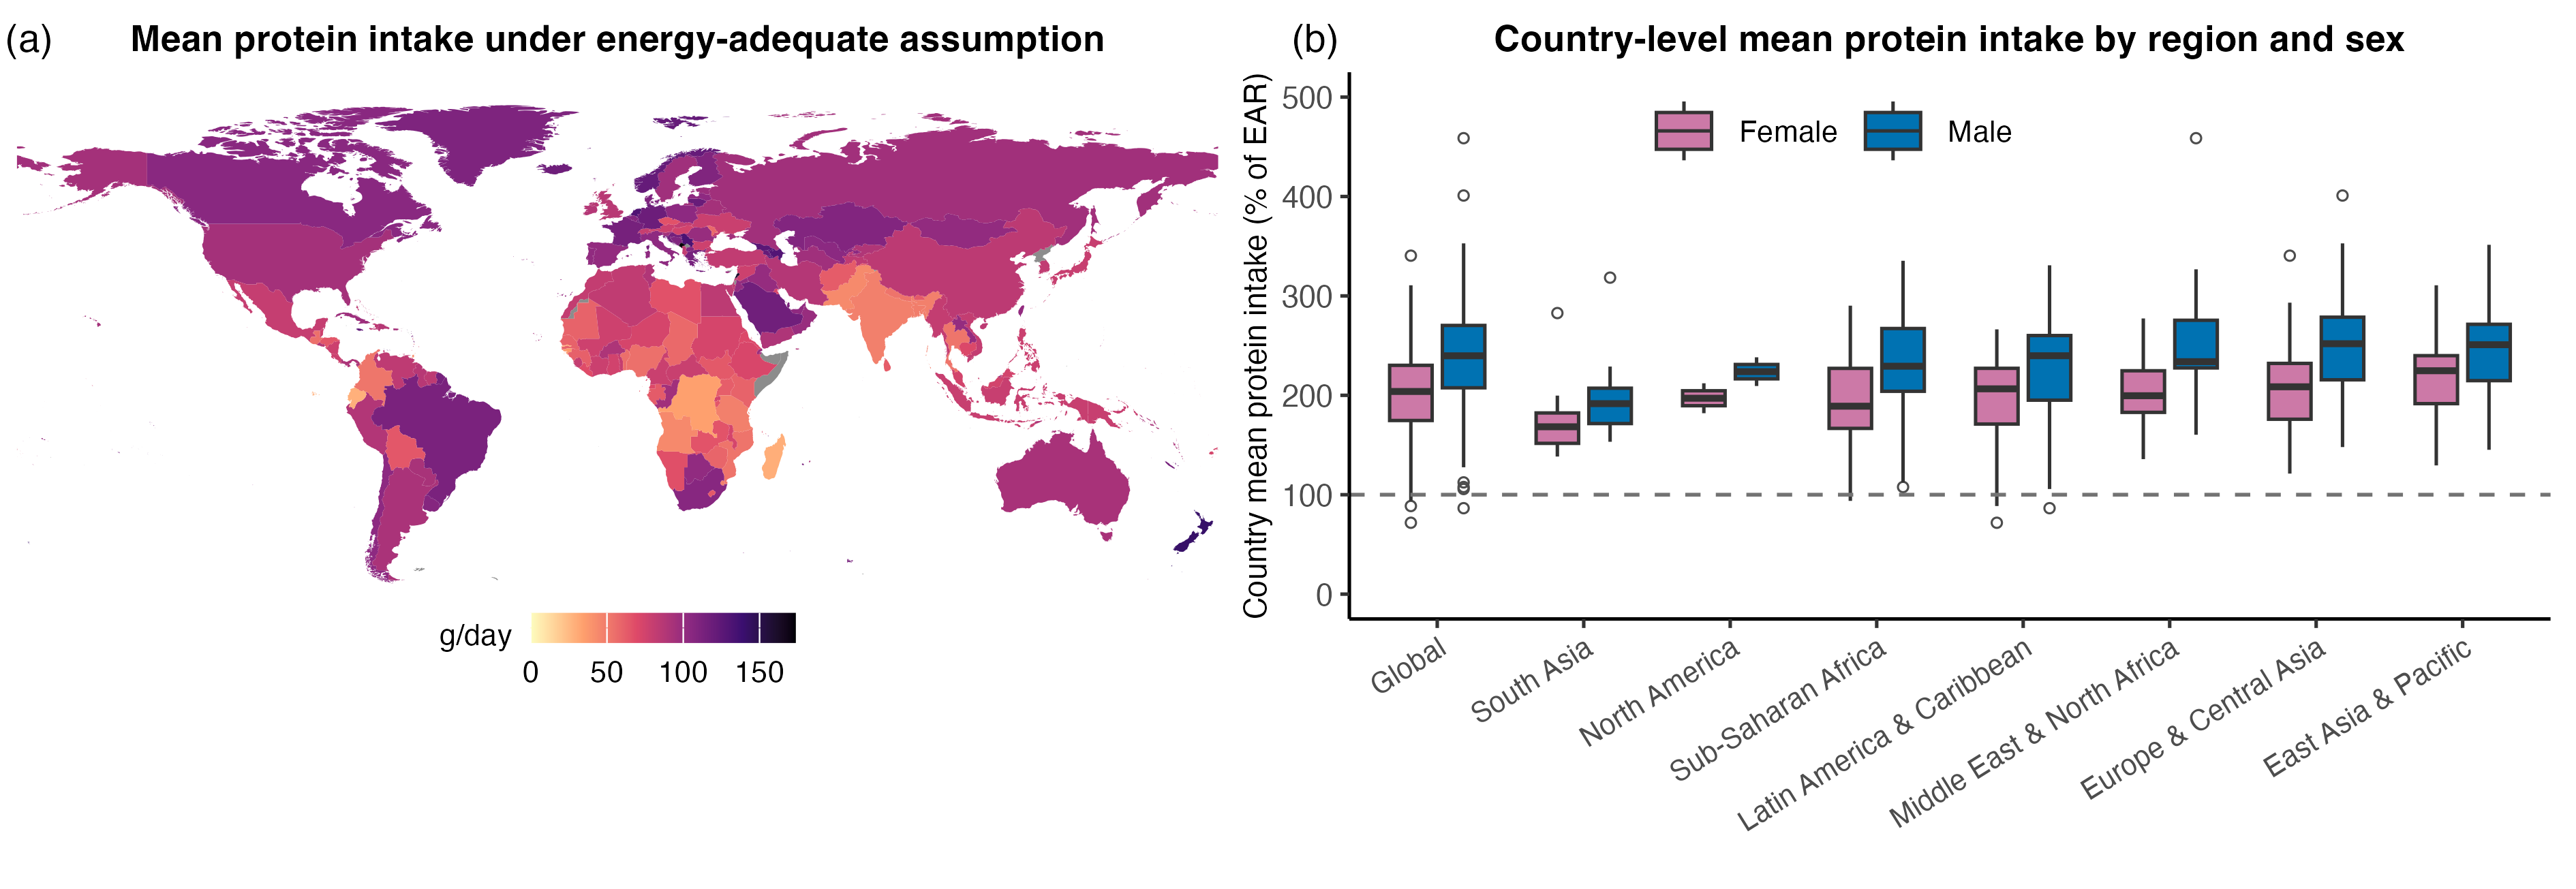 (a) Mean protein intake under energy-adequate assumption
g/day
0 50 100 150
(b) Country-level mean protein intake by region and sex
Country mean protein intake (% of EAR)
500
400
300
200
100
0
Female Male
Global
South Asia
North America
Sub-Saharan Africa
Latin America & Caribbean
Middle East & North Africa
Europe & Central Asia
East Asia & Pacific